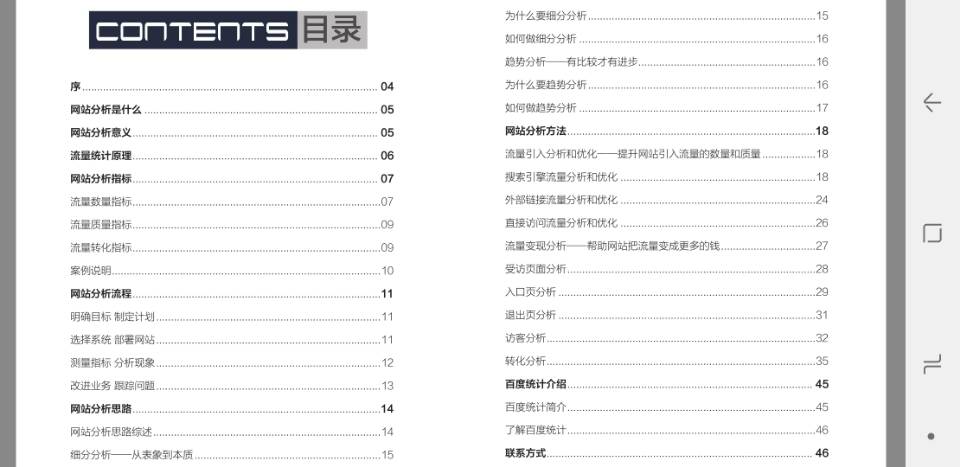 CONTENTS 目录
序 04
网站分析是什么 05
网站分析意义 05
流量统计原理 06
网站分析指标 07
流量数量指标 07
流量质量指标 09
流量转化指标 09
案例说明 10
网站分析流程 11
明确目标 制定计划 11
选择系统 部署网站 11
测量指标 分析现象 12
改进业务 跟踪问题 13
网站分析思路 14
网站分析思路综述 14
细分分析——从表象到本质 15
为什么要细分分析 15
如何做细分分析 16
趋势分析——有比较才有进步 16
为什么要趋势分析 16
如何做趋势分析 17
网站分析方法 18
流量引入分析和优化——提升网站引入流量的数量和质量 18
搜索引擎流量分析和优化 18
外部链接流量分析和优化 24
直接访问流量分析和优化 26
流量变现分析——帮助网站把流量变成更多的钱 27
受访页面分析 28
入口页分析 29
退出页分析 31
访客分析 32
转化分析 35
百度统计介绍 45
百度统计简介 45
了解百度统计 46
联系方式 46